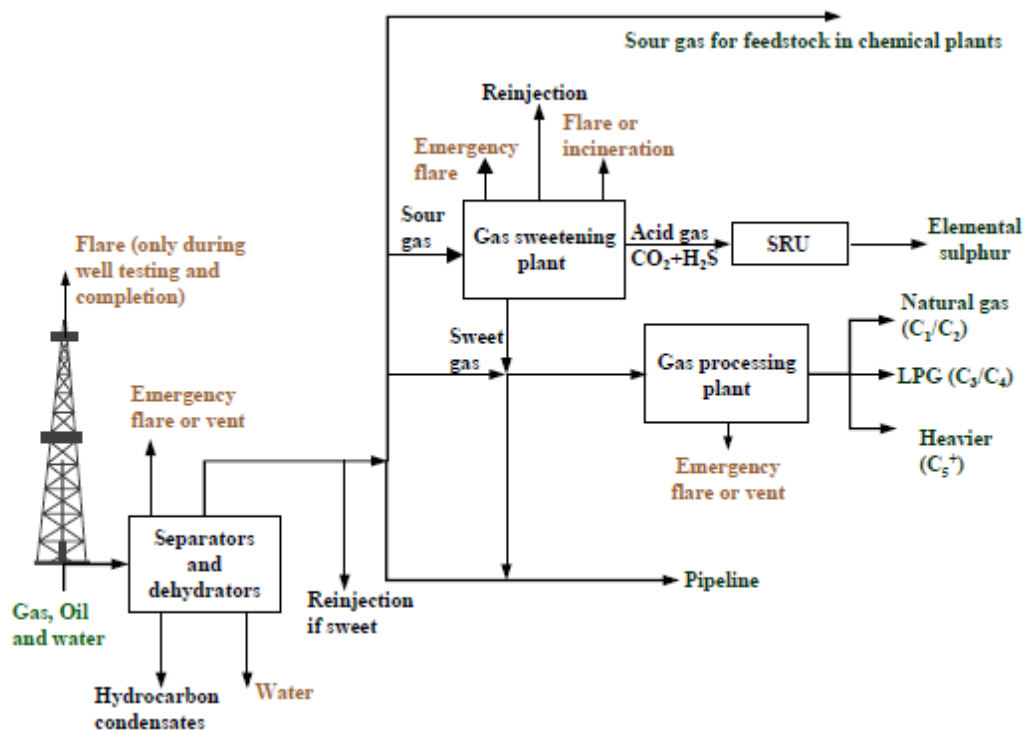 Sour gas for feedstock in chemical plants
Reinjection
Flare or
incineration
Emergency
flare
Sour
gas
Gas sweetening
plant
Acid gas
CO₂+H₂S
SRU
Elemental
sulphur
Flare (only during
well testing and
completion)
Natural gas
(C₁/C₂)
Sweet
gas
Gas processing
plant
LPG (C₃/C₄)
Heavier
(C₅⁺)
Emergency
flare or vent
Emergency
flare or vent
Separators
and
dehydrators
Reinjection
if sweet
Pipeline
Gas, Oil
and water
Hydrocarbon
condensates
Water